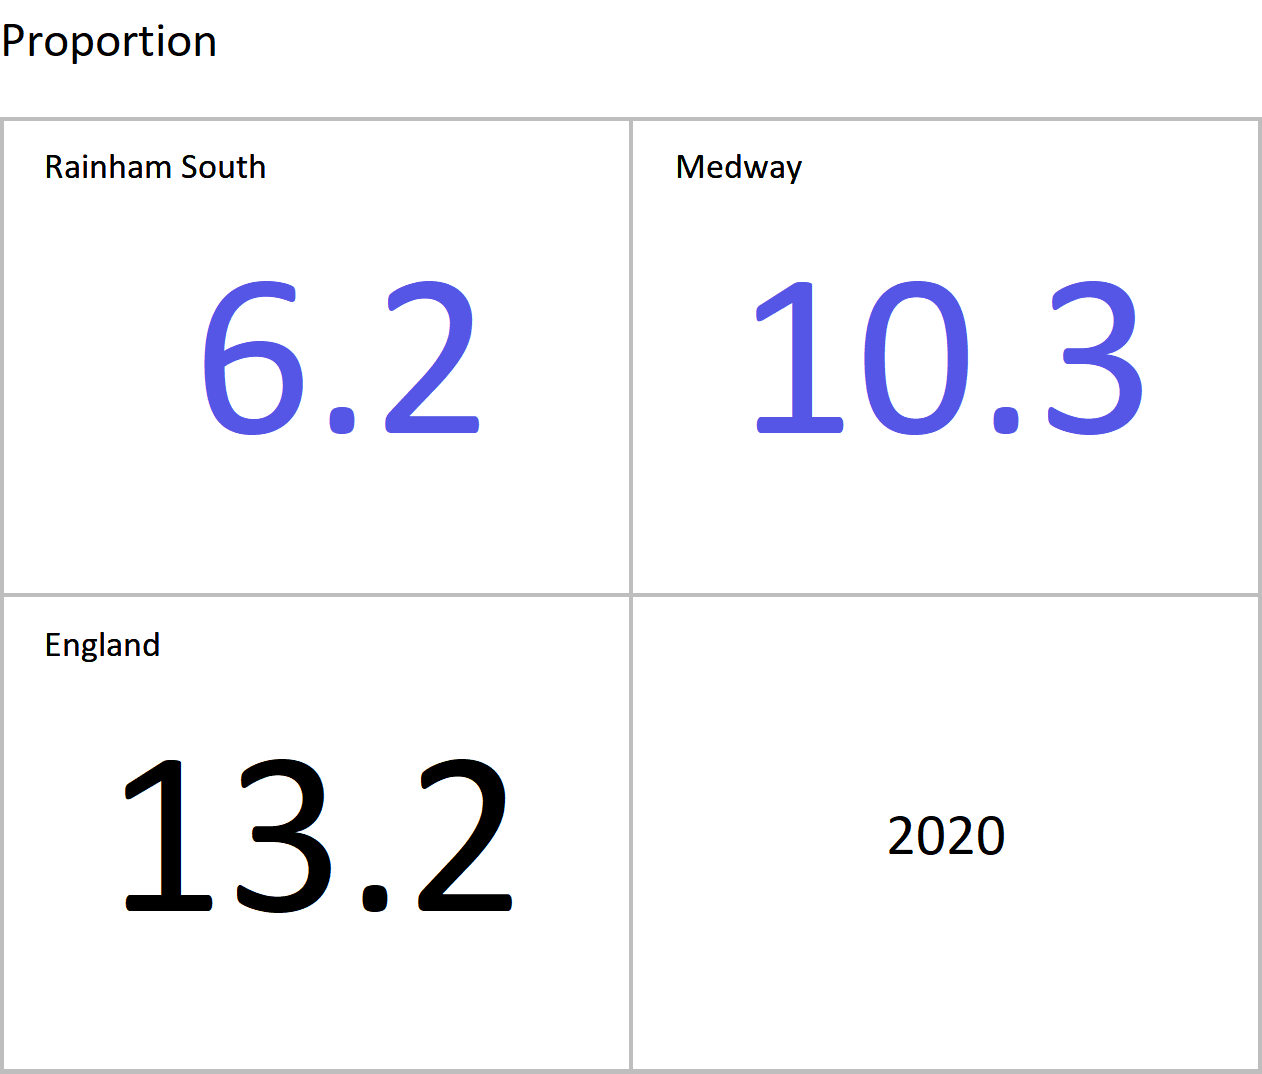 Proportion
Rainham South
6.2
Medway
10.3
England
13.2
2020